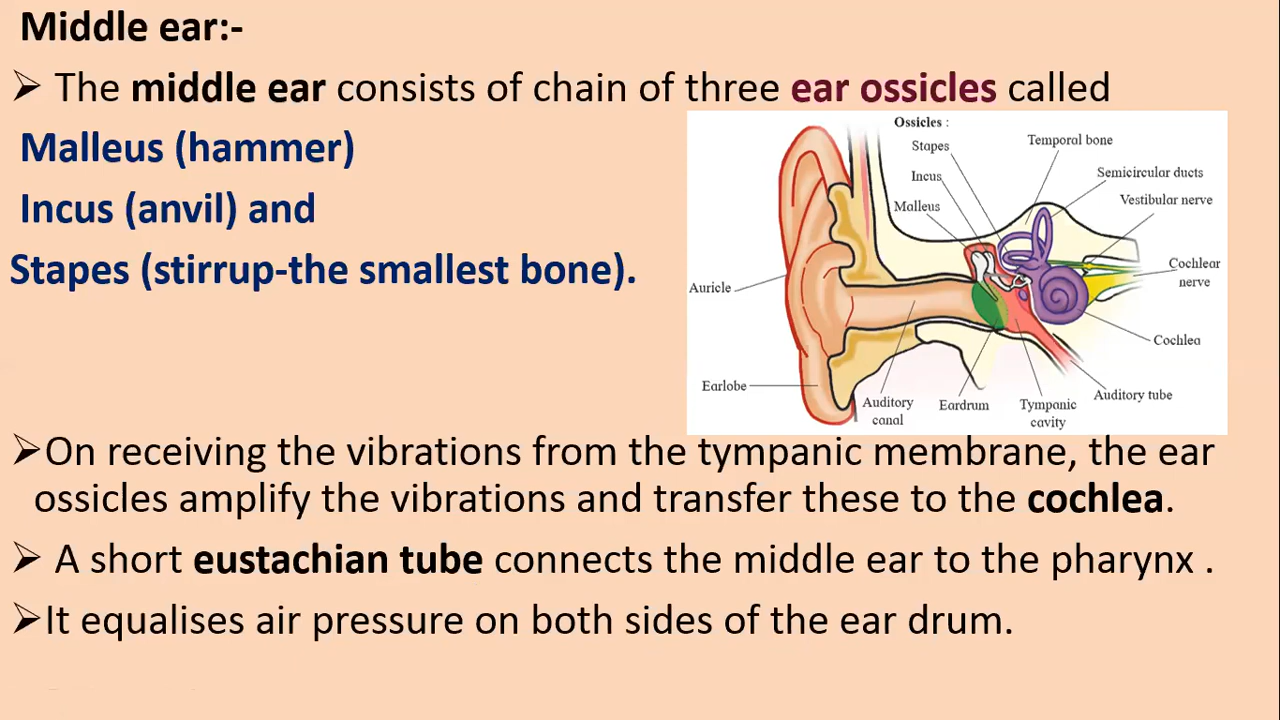 Middle ear:-
➢ The middle ear consists of chain of three ear ossicles called
Malleus (hammer)
Incus (anvil) and
Stapes (stirrup-the smallest bone).
Ossicles :
Stapes
Incus
Malleus
Temporal bone
Semicircular ducts
Vestibular nerve
Cochlear
nerve
Cochlea
Auricle
Earlobe
Auditory
canal
Eardrum
Tympanic
cavity
Auditory tube
➢On receiving the vibrations from the tympanic membrane, the ear
ossicles amplify the vibrations and transfer these to the cochlea.
➢ A short eustachian tube connects the middle ear to the pharynx .
➢It equalises air pressure on both sides of the ear drum.